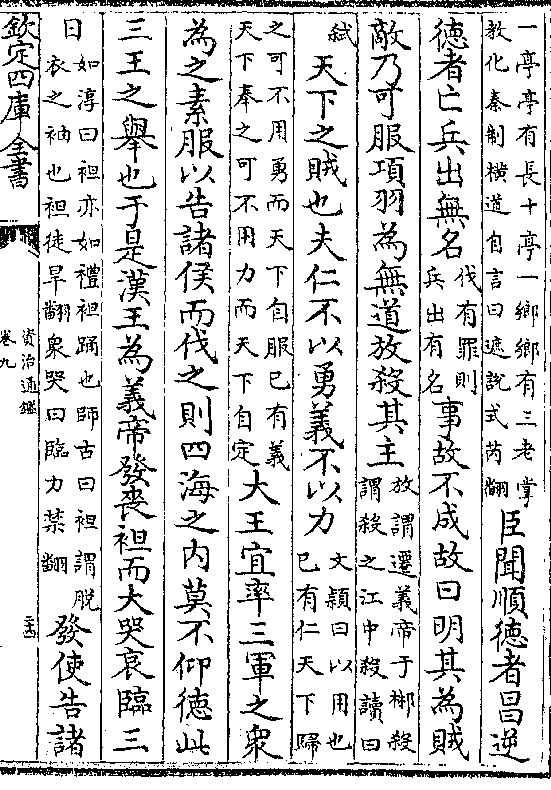 一亭亭有長十亭一鄉鄉有三老掌教化秦制橫道自言曰遮說式芮翻臣聞順德者昌逆
德者亡兵出無名伐有罪則兵出有名事故不成故曰明其為賊
敵乃可服項羽為無道放殺其主放謂遷義帝于郴殺謂殺之江中殺讀曰
弑天下之賊也夫仁不以勇義不以力文穎曰以用也已有仁天下歸
之可不用勇而天下自服已有義天下奉之可不用力而天下自定大王宜率三軍之衆
為之素服以告諸侯而伐之則四海之內莫不仰德此
三王之舉也于是漢王為義帝發喪袒而大哭哀臨三
日如淳曰袒亦如禮袒踊也師古曰袒謂脫衣之袖也袒徒旱翻衆哭曰臨力禁翻發使告諸
欽定四庫全書
資治通鑑
卷九
二十四